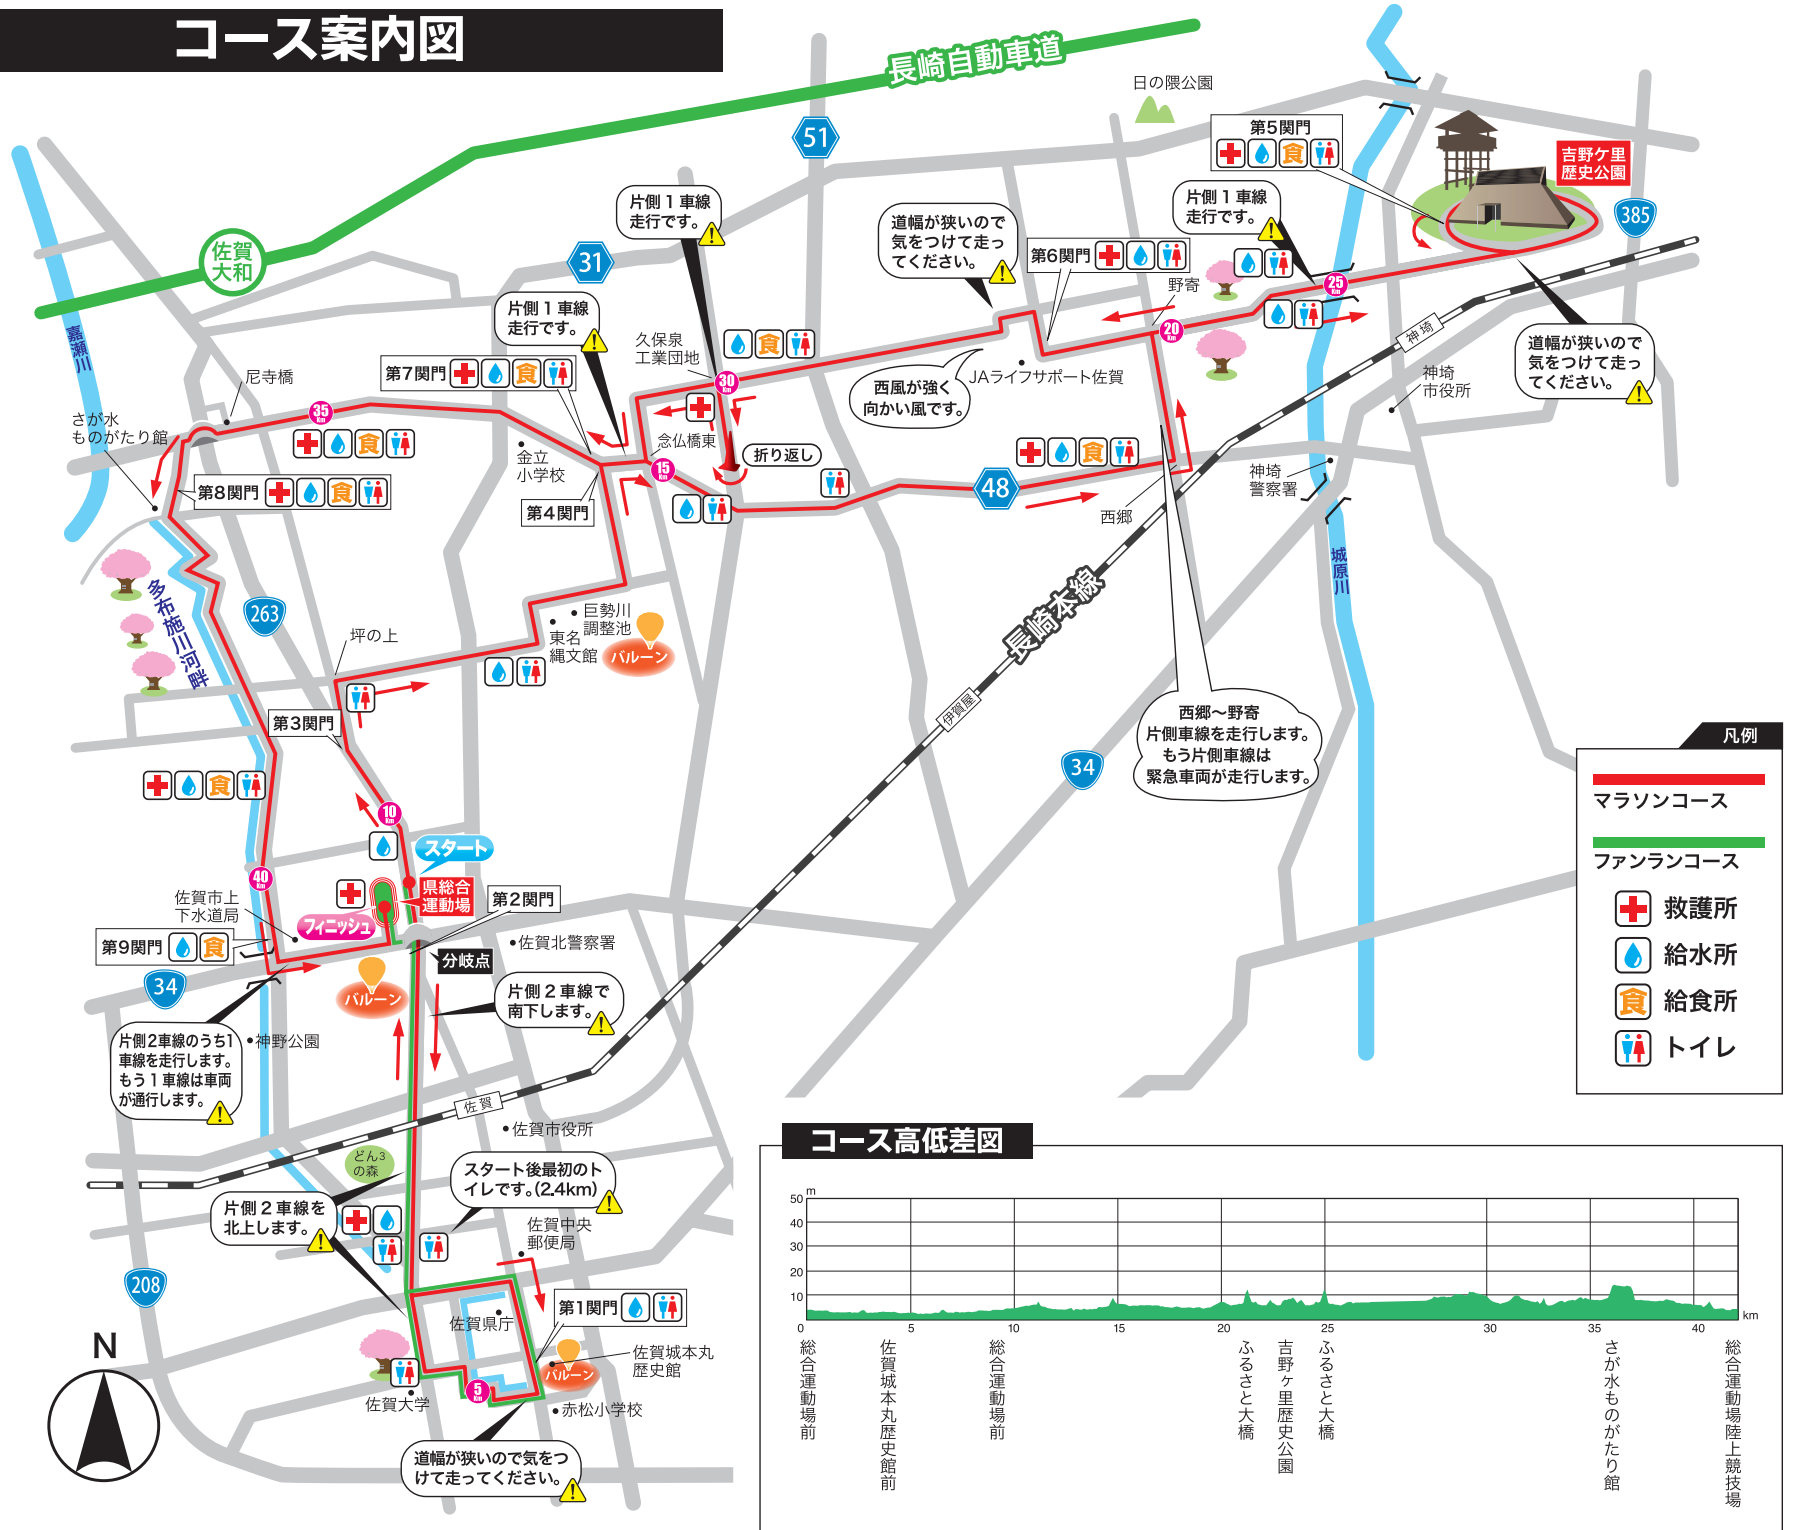 コース案内図
長崎自動車道
日の隈公園
51
第5関門
食
吉野ケ里
歴史公園
385
片側1車線
走行です。
佐賀
大和
31
片側1車線
走行です。
道幅が狭いので
気をつけて走っ
てください。
第6関門
野寄
25
Km
20
Km
嘉瀬川
片側1車線
走行です。
久保泉
工業団地
食
神埼
道幅が狭いので
気をつけて走っ
てください。
第7関門
食
尼寺橋
30
Km
西風が強く
向かい風です。
JAライフサポート佐賀
神埼
市役所
35
Km
さが水
ものがたり館
食
金立
小学校
念仏橋東
15
Km
折り返し
食
48
神埼
警察署
第8関門
食
第4関門
西郷
城原川
263
多布施川河畔
坪の上
巨勢川
調整池
東名
縄文館
バルーン
長崎本線
伊賀屋
西郷〜野寄
片側車線を走行します。
もう片側車線は
緊急車両が走行します。
34
第3関門
食
10
Km
スタート
40
Km
県総合
運動場
第2関門
佐賀市上
下水道局
フィニッシュ
第9関門
食
佐賀北警察署
分岐点
34
バルーン
片側2車線で
南下します。
片側2車線のうち1
車線を走行します。
もう1車線は車両
が通行します。
神野公園
佐賀
佐賀市役所
どん3
の森
スタート後最初のト
イレです。(2.4km)
片側2車線を
北上します。
佐賀中央
郵便局
208
第1関門
佐賀県庁
佐賀城本丸
歴史館
バルーン
5
Km
佐賀大学
赤松小学校
道幅が狭いので気をつ
けて走ってください。
N
凡例
マラソンコース
ファンランコース
救護所
給水所
食
給食所
トイレ
コース高低差図
m
50
40
30
20
10
km
0
5
10
15
20
25
30
35
40
総合運動場前
佐賀城本丸歴史館前
総合運動場前
ふるさと大橋
吉野ヶ里歴史公園
ふるさと大橋
さが水ものがたり館
総合運動場陸上競技場